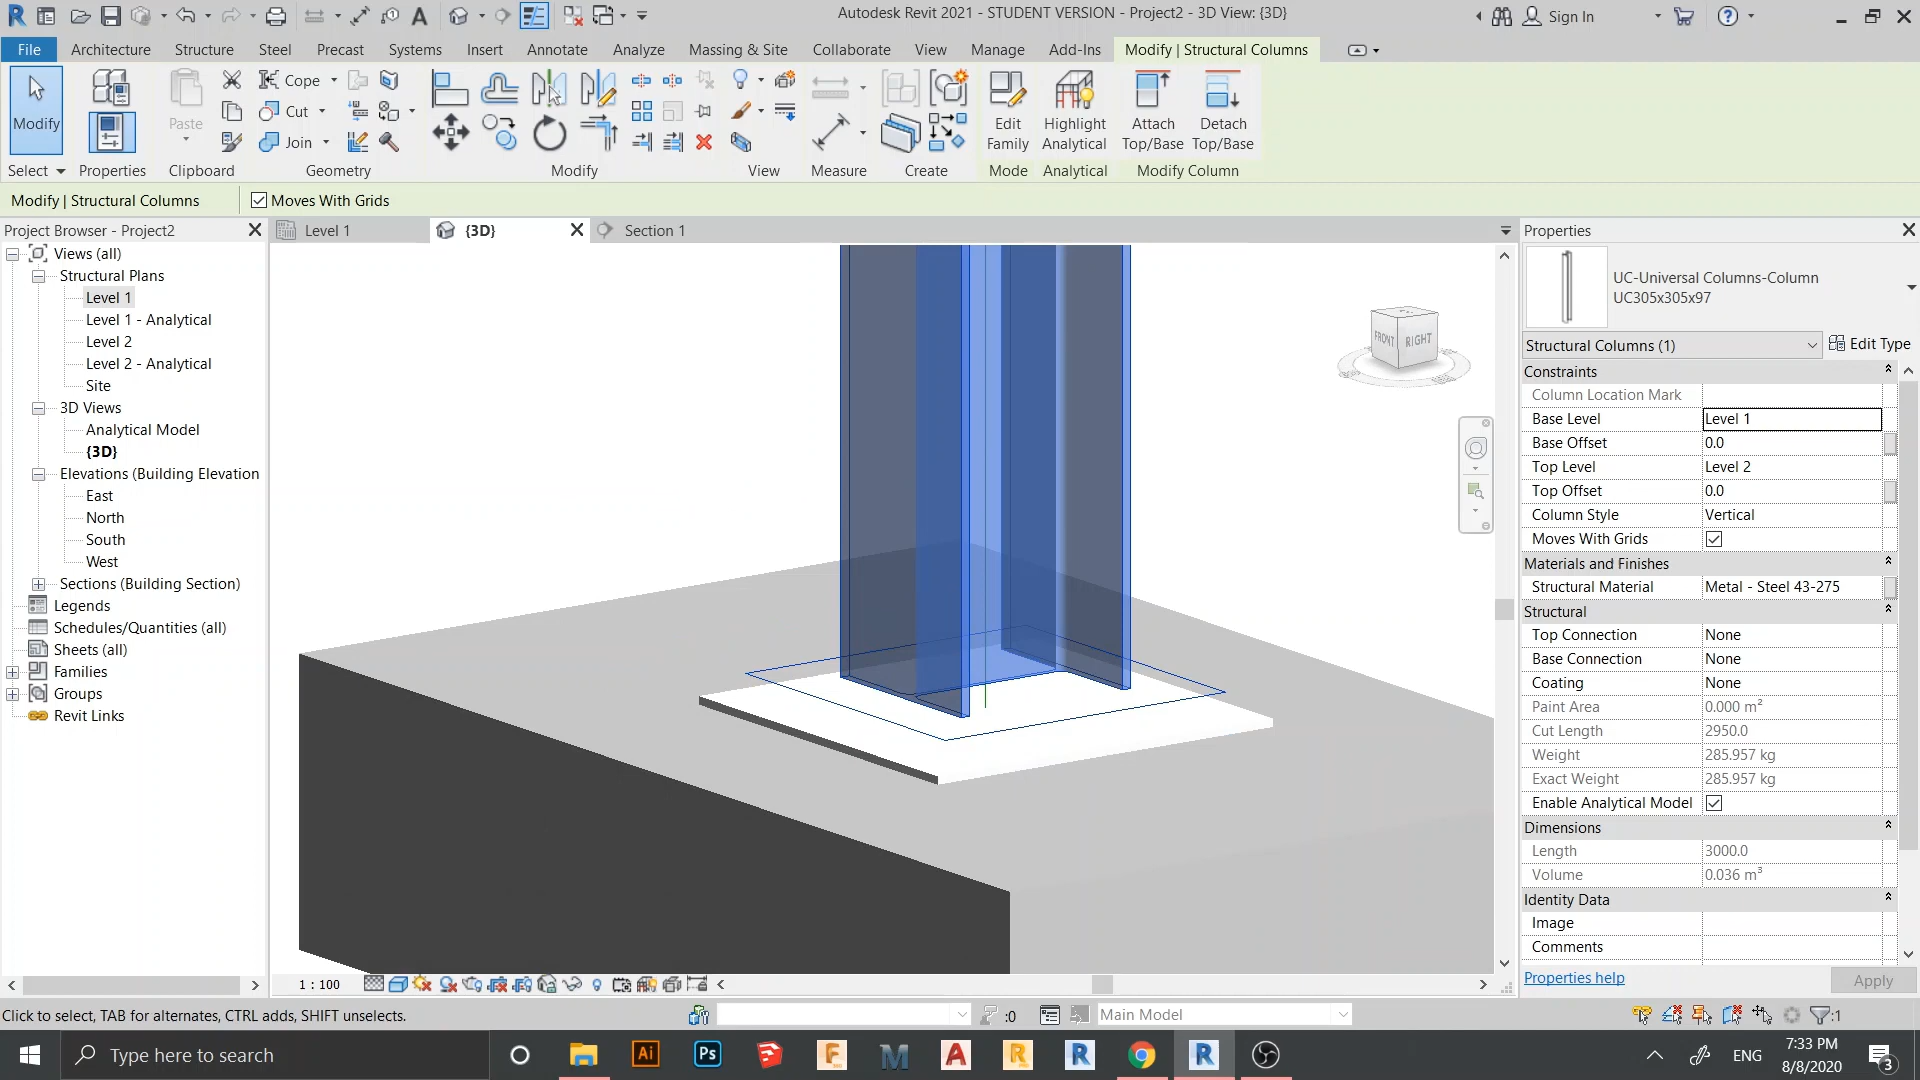 Autodesk Revit 2021 - STUDENT VERSION - Project2 - 3D View: {3D}
Sign In
File
Architecture
Structure
Steel
Precast
Systems
Insert
Annotate
Analyze
Massing & Site
Collaborate
View
Manage
Add-Ins
Modify | Structural Columns
Modify
Paste
Cope
Cut
Join
Edit
Family
Highlight
Analytical
Attach
Top/Base
Detach
Top/Base
Select
Properties
Clipboard
Geometry
Modify
View
Measure
Create
Mode
Analytical
Modify Column
Modify | Structural Columns
Moves With Grids
Project Browser - Project2
Views (all)
Structural Plans
Level 1
Level 1 - Analytical
Level 2
Level 2 - Analytical
Site
3D Views
Analytical Model
{3D}
Elevations (Building Elevation
East
North
South
West
Sections (Building Section)
Legends
Schedules/Quantities (all)
Sheets (all)
Families
Groups
Revit Links
Level 1
{3D}
Section 1
FRONT
RIGHT
Properties
UC-Universal Columns-Column
UC305x305x97
Structural Columns (1)
Edit Type
Constraints
Column Location Mark
Base Level Level 1
Base Offset 0.0
Top Level Level 2
Top Offset 0.0
Column Style Vertical
Moves With Grids
Materials and Finishes
Structural Material Metal - Steel 43-275
Structural
Top Connection None
Base Connection None
Coating None
Paint Area 0.000 m²
Cut Length 2950.0
Weight 285.957 kg
Exact Weight 285.957 kg
Enable Analytical Model
Dimensions
Length 3000.0
Volume 0.036 m³
Identity Data
Image
Comments
Properties help
Apply
1 : 100
Click to select, TAB for alternates, CTRL adds, SHIFT unselects.
:0
Main Model
:1
Type here to search
Ai
Ps
F
M
A
R
R
R
ENG
7:33 PM
8/8/2020
3